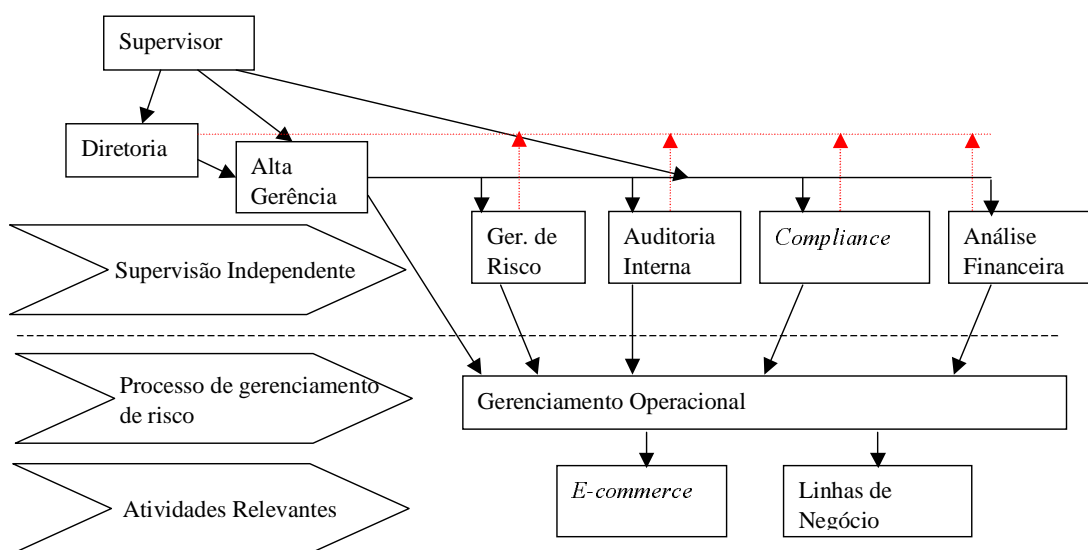 Supervisor
Diretoria
Alta
Gerência
Ger. de
Risco
Auditoria
Interna
Compliance
Análise
Financeira
Supervisão Independente
Processo de gerenciamento
de risco
Gerenciamento Operacional
E-commerce
Linhas de
Negócio
Atividades Relevantes